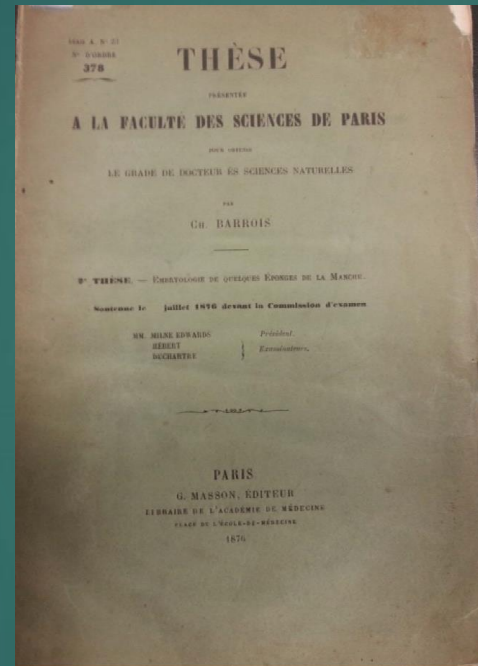 SÉRIE A, N° 23
N° D'ORDRE
378
THÈSE
PRÉSENTÉE
A LA FACULTÉ DES SCIENCES DE PARIS
POUR OBTENIR
LE GRADE DE DOCTEUR ÈS SCIENCES NATURELLES
PAR
CH. BARROIS
2e THÈSE. — EMBRYOLOGIE DE QUELQUES ÉPONGES DE LA MANCHE.
Soutenue le juillet 1876 devant la Commission d'examen
MM. MILNE EDWARDS Président.
HÉBERT
DUCHARTRE } Examinateurs.
PARIS
G. MASSON, ÉDITEUR
LIBRAIRE DE L'ACADÉMIE DE MÉDECINE
PLACE DE L'ÉCOLE-DE-MÉDECINE
1876